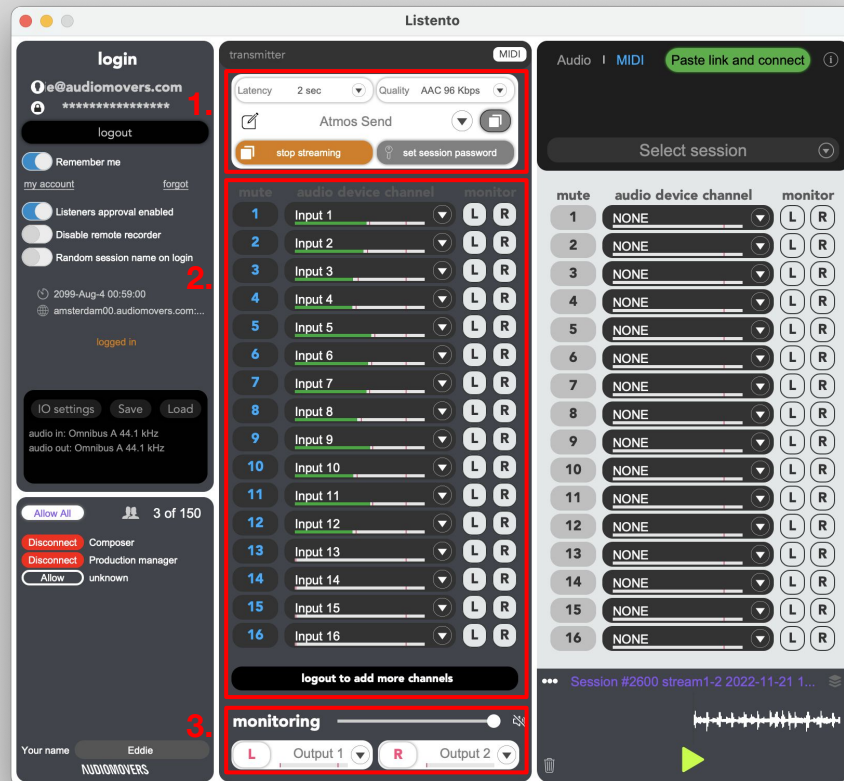 Listento
login
e@audiomovers.com
****************
logout
Remember me
my account forgot
Listeners approval enabled
Disable remote recorder
Random session name on login
2099-Aug-4 00:59:00
amsterdam00.audiomovers.com:...
logged in
IO settings Save Load
audio in: Omnibus A 44.1 kHz
audio out: Omnibus A 44.1 kHz
Allow All 3 of 150
Disconnect Composer
Disconnect Production manager
Allow unknown
Your name Eddie
AUDIOMOVERS
1.
2.
3.
transmitter MIDI
Latency 2 sec Quality AAC 96 Kbps
Atmos Send
stop streaming set session password
mute audio device channel monitor
1 Input 1 L R
2 Input 2 L R
3 Input 3 L R
4 Input 4 L R
5 Input 5 L R
6 Input 6 L R
7 Input 7 L R
8 Input 8 L R
9 Input 9 L R
10 Input 10 L R
11 Input 11 L R
12 Input 12 L R
13 Input 13 L R
14 Input 14 L R
15 Input 15 L R
16 Input 16 L R
logout to add more channels
monitoring
L Output 1 R Output 2
Audio I MIDI Paste link and connect i
Select session
mute audio device channel monitor
1 NONE L R
2 NONE L R
3 NONE L R
4 NONE L R
5 NONE L R
6 NONE L R
7 NONE L R
8 NONE L R
9 NONE L R
10 NONE L R
11 NONE L R
12 NONE L R
13 NONE L R
14 NONE L R
15 NONE L R
16 NONE L R
Session #2600 stream1-2 2022-11-21 1...